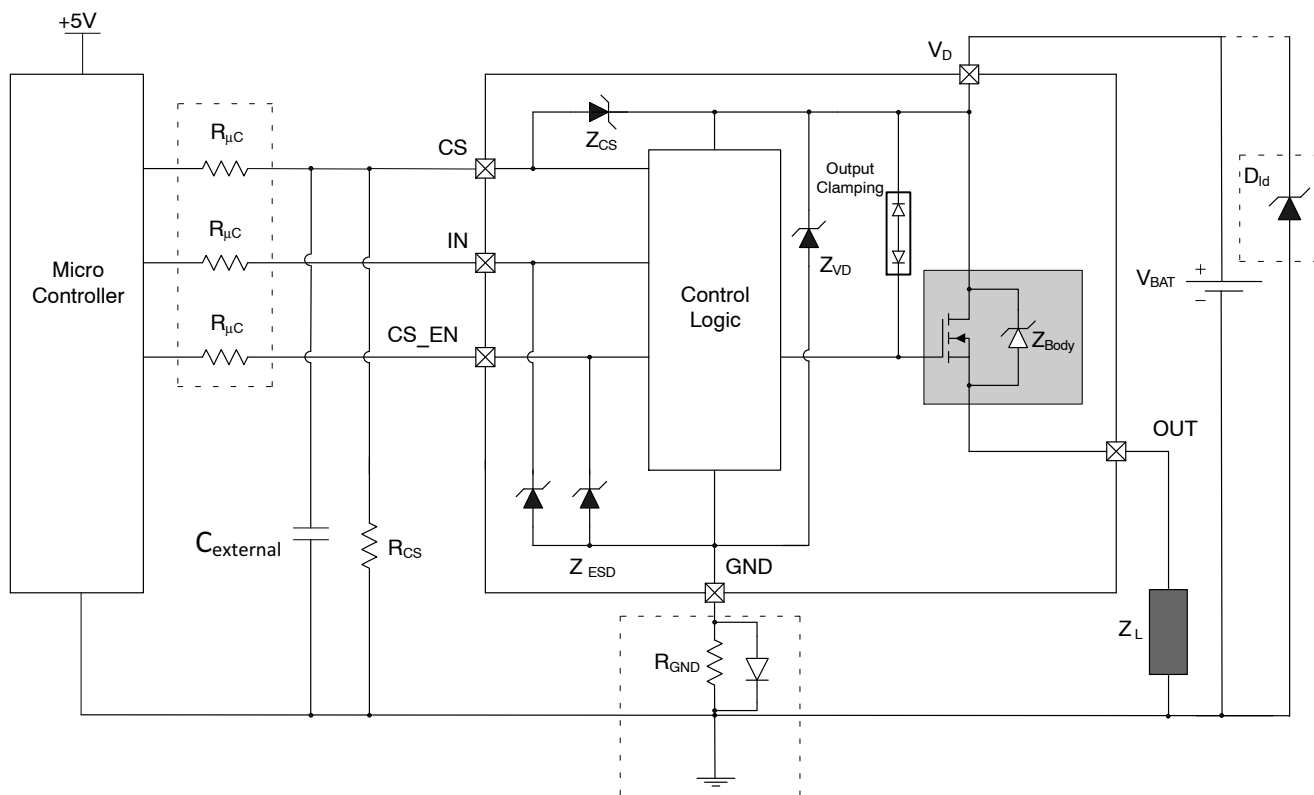 +5V
V_D
R_μC
CS
Z_CS
Output
Clamping
D_ld
R_μC
IN
Micro
Controller
Control
Logic
Z_VD
V_BAT
+
–
R_μC
CS_EN
Z_Body
OUT
C_external
R_CS
Z_ESD
GND
Z_L
R_GND